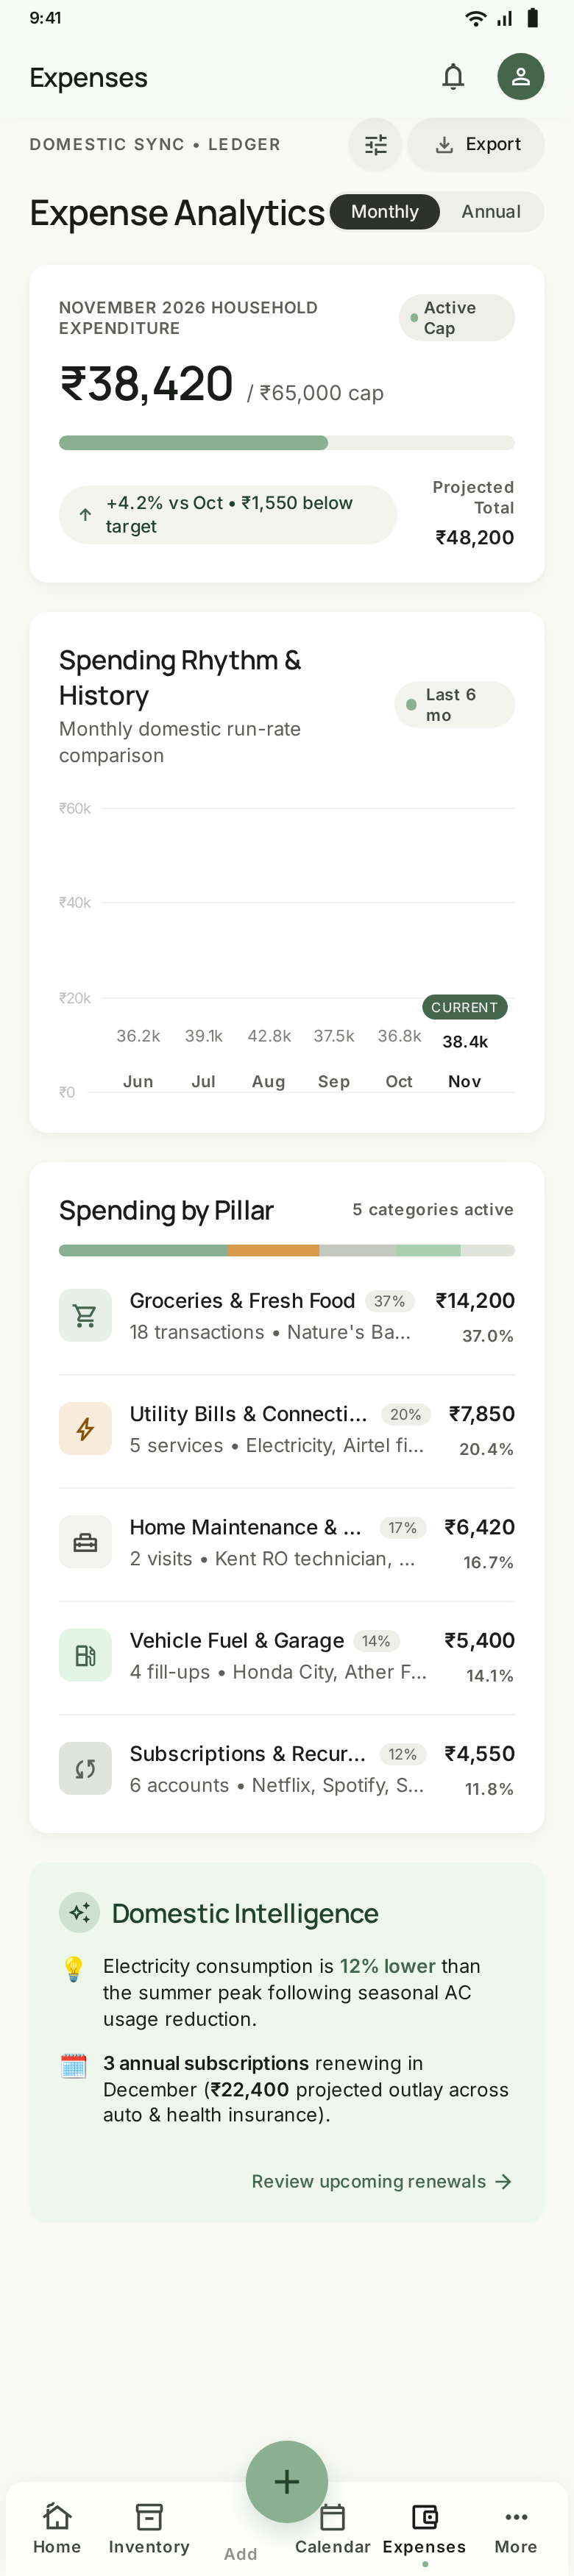 9:41
Expenses
DOMESTIC SYNC • LEDGER
Export
Expense Analytics
Monthly
Annual
NOVEMBER 2026 HOUSEHOLD
EXPENDITURE
Active
Cap
₹38,420 / ₹65,000 cap
+4.2% vs Oct • ₹1,550 below
target
Projected
Total
₹48,200
Spending Rhythm &
History
Monthly domestic run-rate
comparison
Last 6
mo
₹60k
₹40k
₹20k
CURRENT
36.2k 39.1k 42.8k 37.5k 36.8k 38.4k
Jun Jul Aug Sep Oct Nov
₹0
Spending by Pillar
5 categories active
Groceries & Fresh Food 37% ₹14,200
18 transactions • Nature's Ba... 37.0%
Utility Bills & Connecti... 20% ₹7,850
5 services • Electricity, Airtel fi... 20.4%
Home Maintenance & ... 17% ₹6,420
2 visits • Kent RO technician, ... 16.7%
Vehicle Fuel & Garage 14% ₹5,400
4 fill-ups • Honda City, Ather F... 14.1%
Subscriptions & Recur... 12% ₹4,550
6 accounts • Netflix, Spotify, S... 11.8%
Domestic Intelligence
Electricity consumption is 12% lower than
the summer peak following seasonal AC
usage reduction.
3 annual subscriptions renewing in
December (₹22,400 projected outlay across
auto & health insurance).
Review upcoming renewals
Home Inventory Add Calendar Expenses More